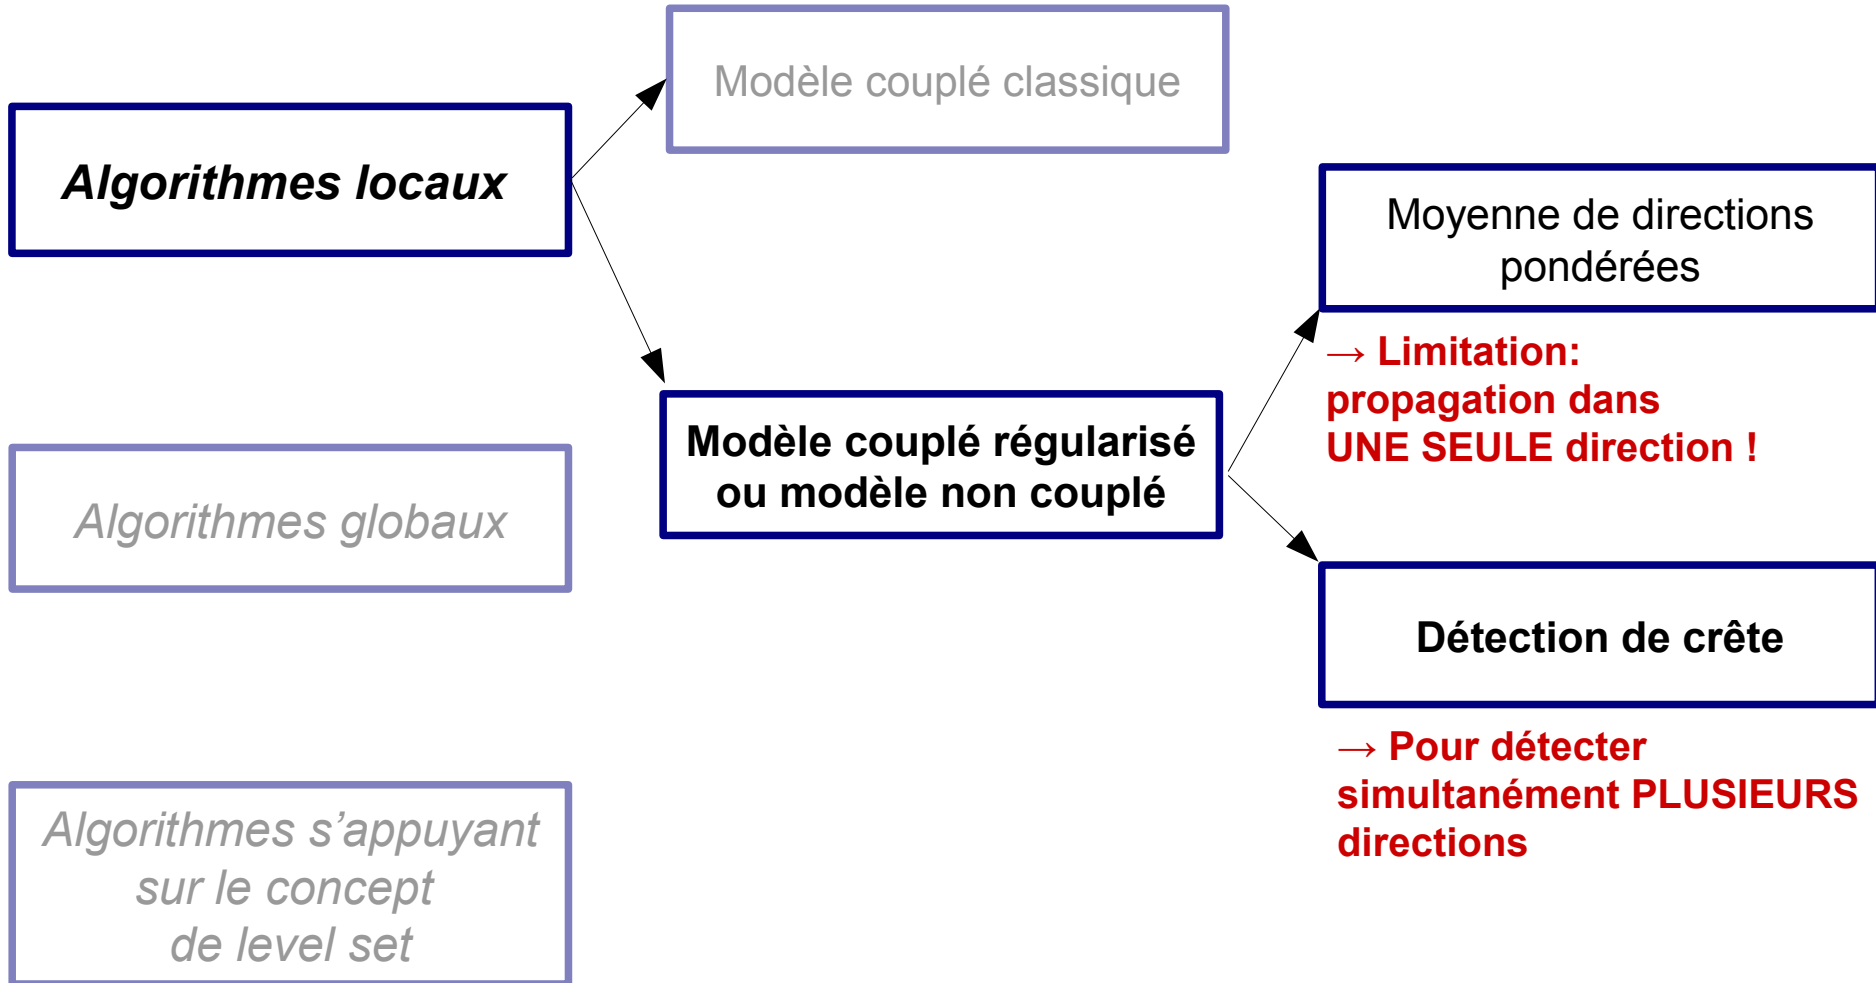 Modèle couplé classique
Algorithmes locaux
Moyenne de directions
pondérées
→ Limitation:
propagation dans
UNE SEULE direction !
Modèle couplé régularisé
ou modèle non couplé
Algorithmes globaux
Détection de crête
→ Pour détecter
simultanément PLUSIEURS
directions
Algorithmes s’appuyant
sur le concept
de level set